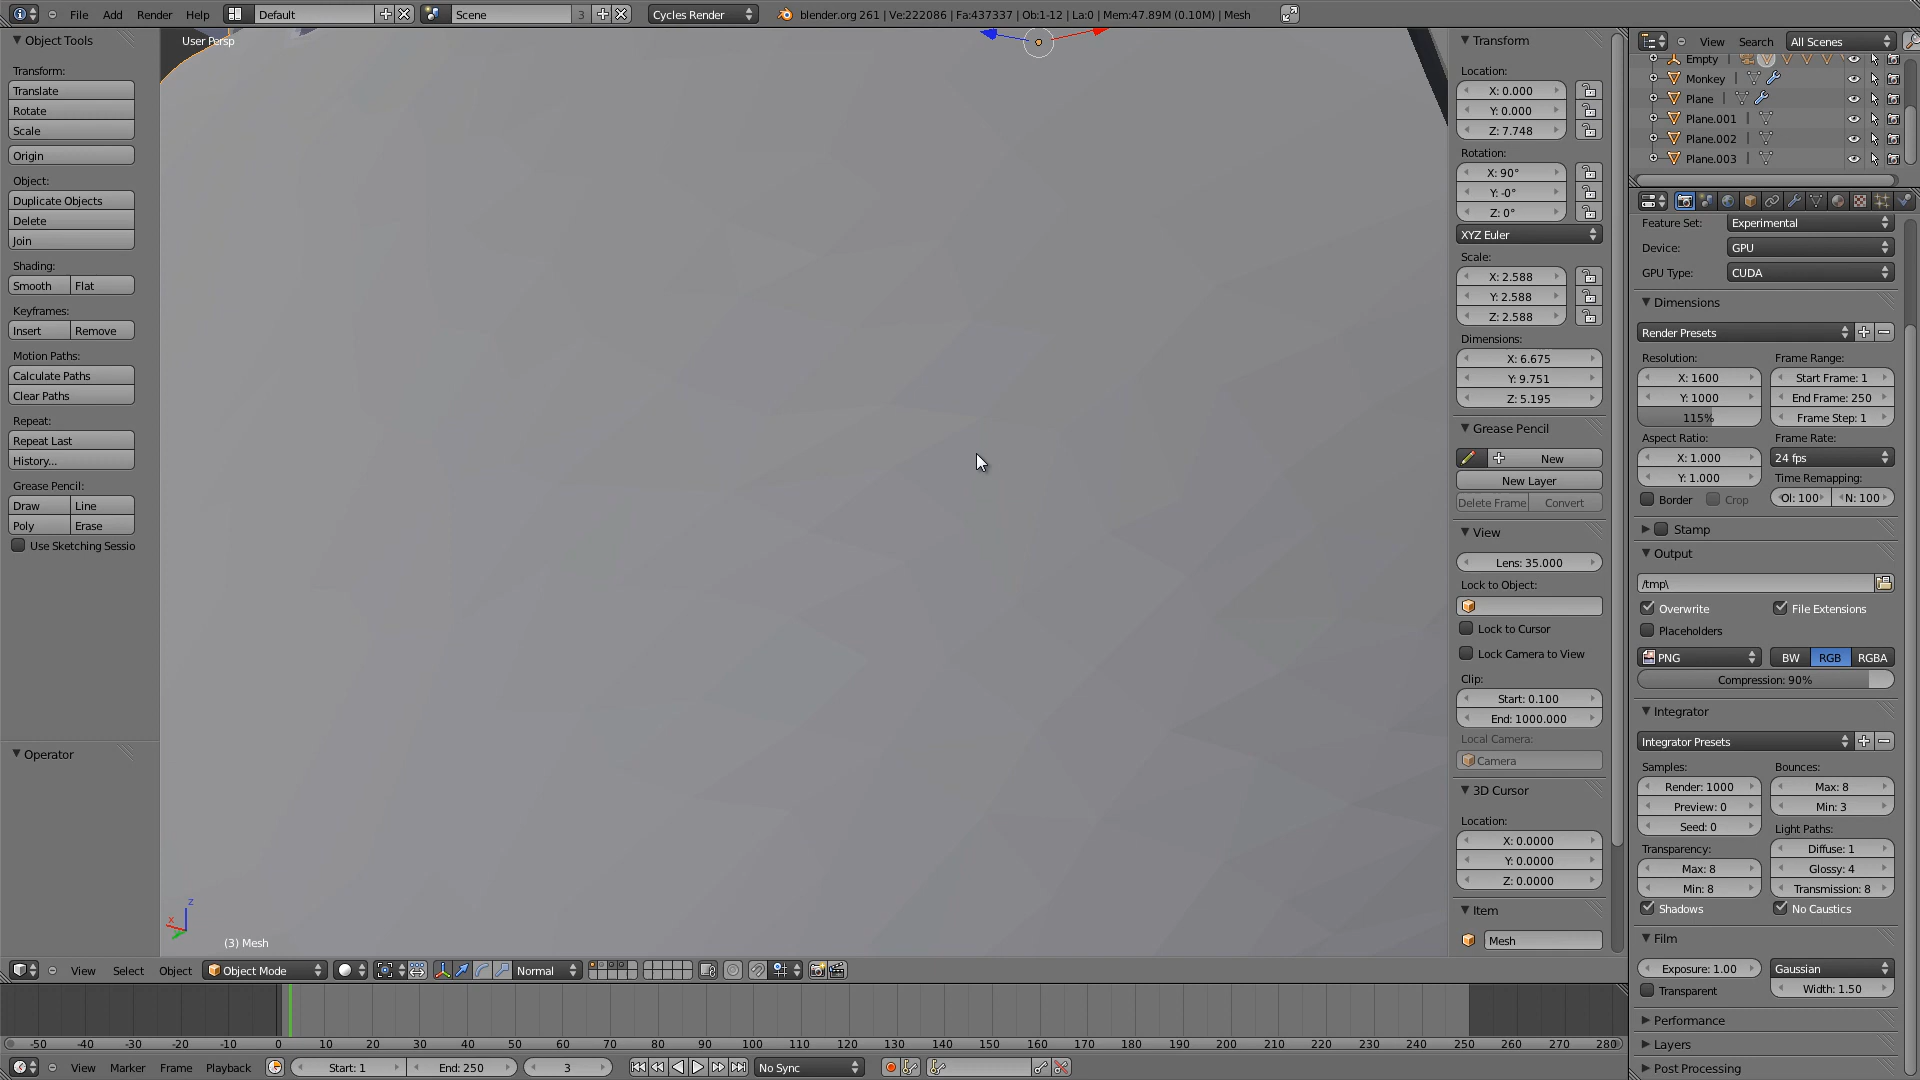 File Add Render Help Default Scene 3 Cycles Render blender.org 261 | Ve:222086 | Fa:437337 | Ob:1-12 | La:0 | Mem:47.89M (0.10M) | Mesh
Object Tools
Transform:
Translate
Rotate
Scale
Origin
Object:
Duplicate Objects
Delete
Join
Shading:
Smooth Flat
Keyframes:
Insert Remove
Motion Paths:
Calculate Paths
Clear Paths
Repeat:
Repeat Last
History...
Grease Pencil:
Draw Line
Poly Erase
Use Sketching Sessio
Operator
User Persp
z
x
(3) Mesh
Transform
Location:
X: 0.000
Y: 0.000
Z: 7.748
Rotation:
X: 90°
Y: -0°
Z: 0°
XYZ Euler
Scale:
X: 2.588
Y: 2.588
Z: 2.588
Dimensions:
X: 6.675
Y: 9.751
Z: 5.195
Grease Pencil
New
New Layer
Delete Frame Convert
View
Lens: 35.000
Lock to Object:
Lock to Cursor
Lock Camera to View
Clip:
Start: 0.100
End: 1000.000
Local Camera:
Camera
3D Cursor
Location:
X: 0.0000
Y: 0.0000
Z: 0.0000
Item
Mesh
View Search All Scenes
Empty
Monkey
Plane
Plane.001
Plane.002
Plane.003
Feature Set: Experimental
Device: GPU
GPU Type: CUDA
Dimensions
Render Presets
Resolution: Frame Range:
X: 1600 Start Frame: 1
Y: 1000 End Frame: 250
115% Frame Step: 1
Aspect Ratio: Frame Rate:
X: 1.000 24 fps
Y: 1.000 Time Remapping:
Border Crop Ol: 100 N: 100
Stamp
Output
/tmp\
Overwrite File Extensions
Placeholders
PNG BW RGB RGBA
Compression: 90%
Integrator
Integrator Presets
Samples: Bounces:
Render: 1000 Max: 8
Preview: 0 Min: 3
Seed: 0 Light Paths:
Transparency: Diffuse: 1
Max: 8 Glossy: 4
Min: 8 Transmission: 8
Shadows No Caustics
Film
Exposure: 1.00 Gaussian
Transparent Width: 1.50
Performance
Layers
Post Processing
View Select Object Object Mode Normal
-50 -40 -30 -20 -10 0 10 20 30 40 50 60 70 80 90 100 110 120 130 140 150 160 170 180 190 200 210 220 230 240 250 260 270 280
View Marker Frame Playback Start: 1 End: 250 3 No Sync